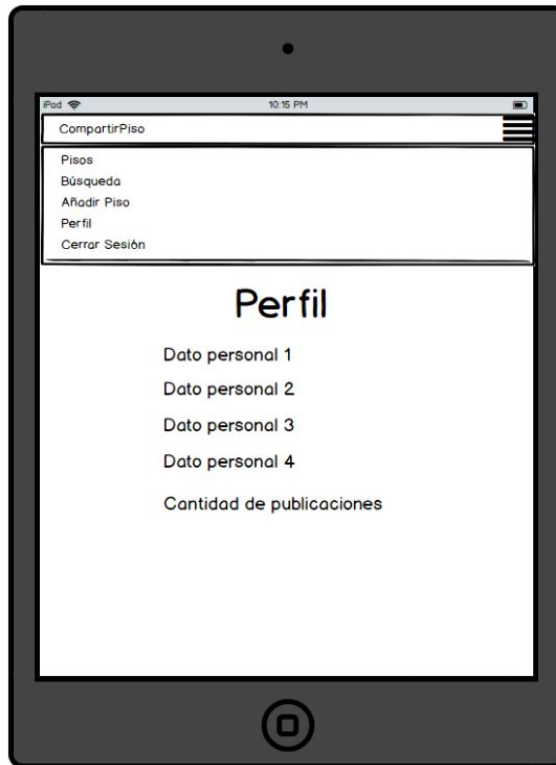 iPad
10:15 PM
CompartirPiso
Pisos
Búsqueda
Añadir Piso
Perfil
Cerrar Sesión
Perfil
Dato personal 1
Dato personal 2
Dato personal 3
Dato personal 4
Cantidad de publicaciones